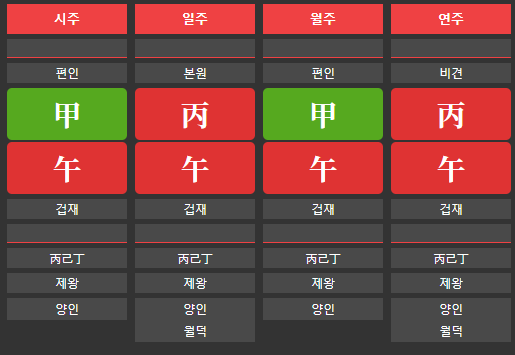 시주 일주 월주 연주
편인 본원 편인 비견
甲 丙 甲 丙
午 午 午 午
겁재 겁재 겁재 겁재
丙己丁 丙己丁 丙己丁 丙己丁
제왕 제왕 제왕 제왕
양인 양인 양인 양인
월덕 월덕